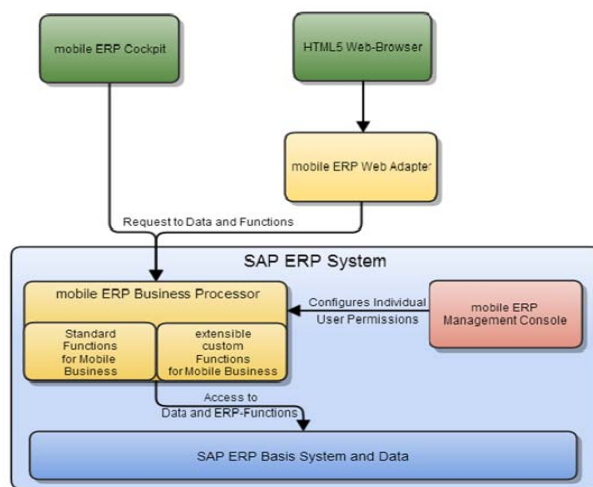 mobile ERP Cockpit
HTML5 Web-Browser
mobile ERP Web Adapter
Request to Data and Functions
SAP ERP System
mobile ERP Business Processor
Standard
Functions
for Mobile
Business
extensible
custom
Functions
for Mobile Business
Configures Individual
User Permissions
mobile ERP
Management Console
Access to
Data and ERP-Functions
SAP ERP Basis System and Data